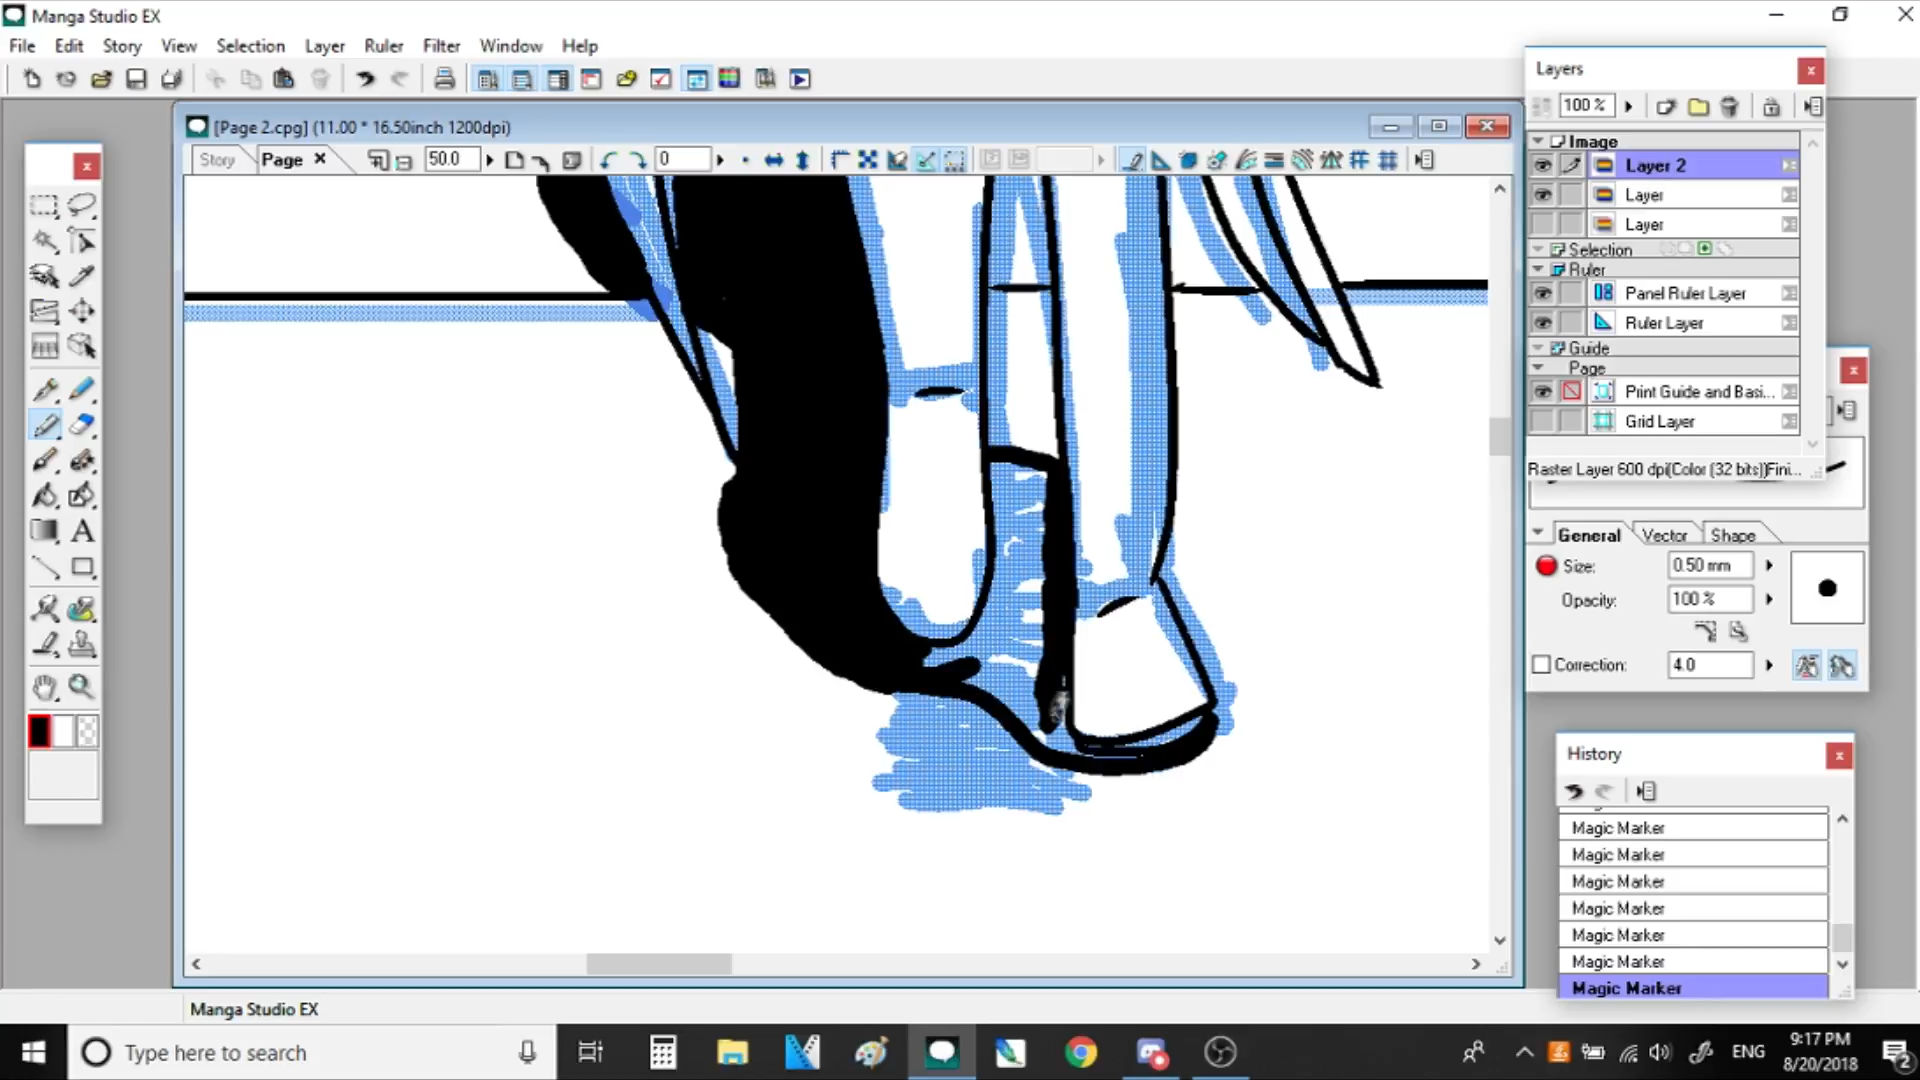 Manga Studio EX
File Edit Story View Selection Layer Ruler Filter Window Help
[Page 2.cpg] (11.00 * 16.50inch 1200dpi)
Story Page 50.0 0
Layers
100 %
Image
Layer 2
Layer
Layer
Selection
Ruler
Panel Ruler Layer
Ruler Layer
Guide
Page
Print Guide and Basi...
Grid Layer
Raster Layer 600 dpi(Color (32 bits))Fini...
General Vector Shape
Size: 0.50 mm
Opacity: 100 %
Correction: 4.0
History
Magic Marker
Magic Marker
Magic Marker
Magic Marker
Magic Marker
Magic Marker
Magic Marker
A
Manga Studio EX
Type here to search
ENG
9:17 PM
8/20/2018
2